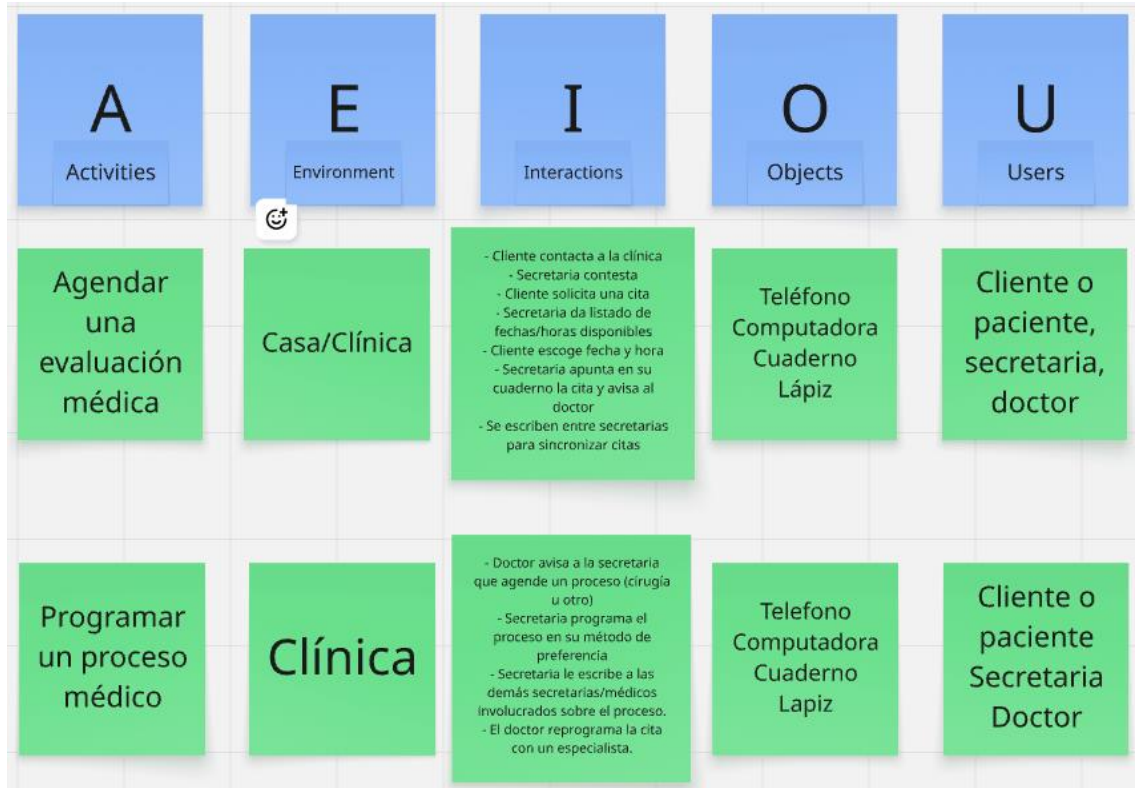 A
Activities
E
Environment
I
Interactions
O
Objects
U
Users
Agendar
una
evaluación
médica
Casa/Clínica
- Cliente contacta a la clínica
- Secretaria contesta
- Cliente solicita una cita
- Secretaria da listado de
fechas/horas disponibles
- Cliente escoge fecha y hora
- Secretaria apunta en su
cuaderno la cita y avisa al
doctor
- Se escriben entre secretarias
para sincronizar citas
Teléfono
Computadora
Cuaderno
Lápiz
Cliente o
paciente,
secretaria,
doctor
Programar
un proceso
médico
Clínica
- Doctor avisa a la secretaria
que agende un proceso (cirugía
u otro)
- Secretaria programa el
proceso en su método de
preferencia
- Secretaria le escribe a las
demás secretarias/médicos
involucrados sobre el proceso.
- El doctor reprograma la cita
con un especialista.
Telefono
Computadora
Cuaderno
Lapiz
Cliente o
paciente
Secretaria
Doctor